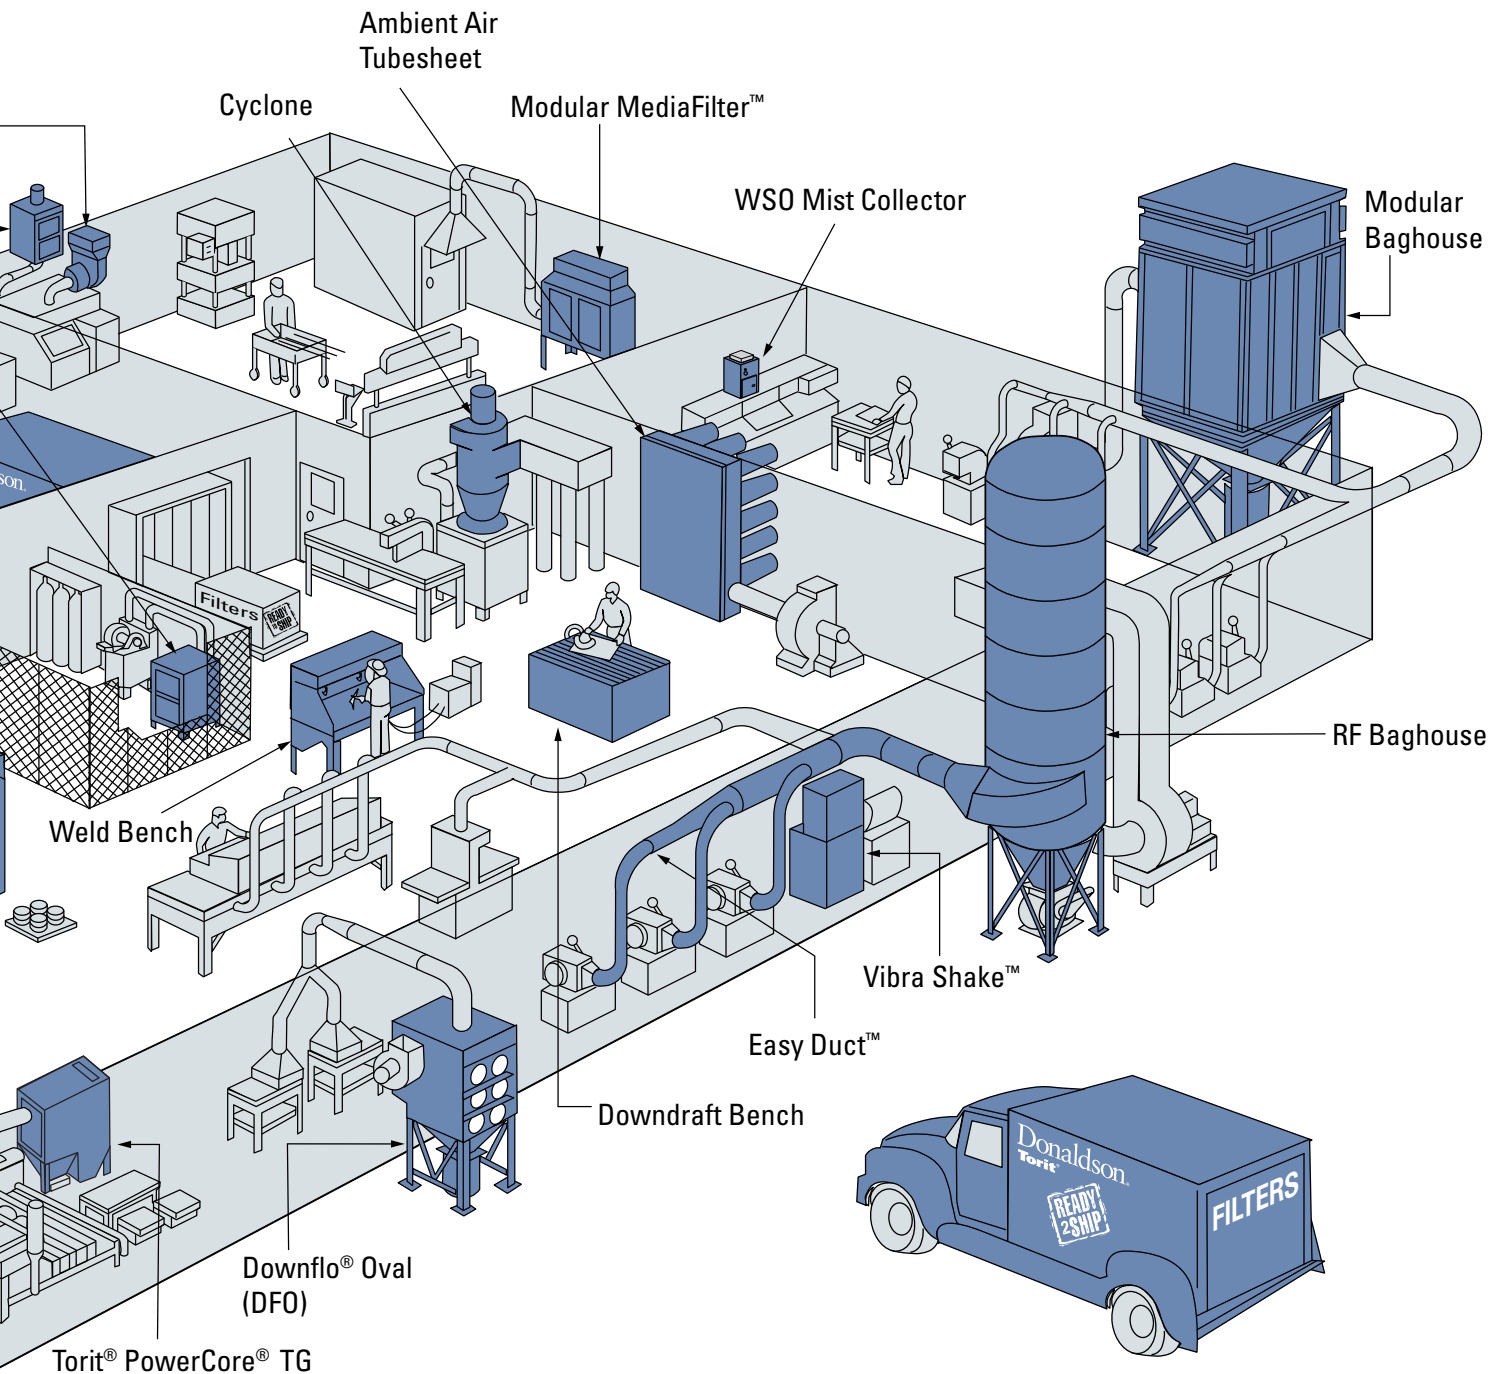 Ambient Air
Tubesheet
Cyclone
Modular MediaFilter™
WSO Mist Collector
Modular
Baghouse
son.
Filters
READY
2SHIP
RF Baghouse
Weld Bench
Vibra Shake™
Easy Duct™
Downdraft Bench
Donaldson.
Torit®
READY
2SHIP
FILTERS
Downflo® Oval
(DFO)
Torit® PowerCore® TG